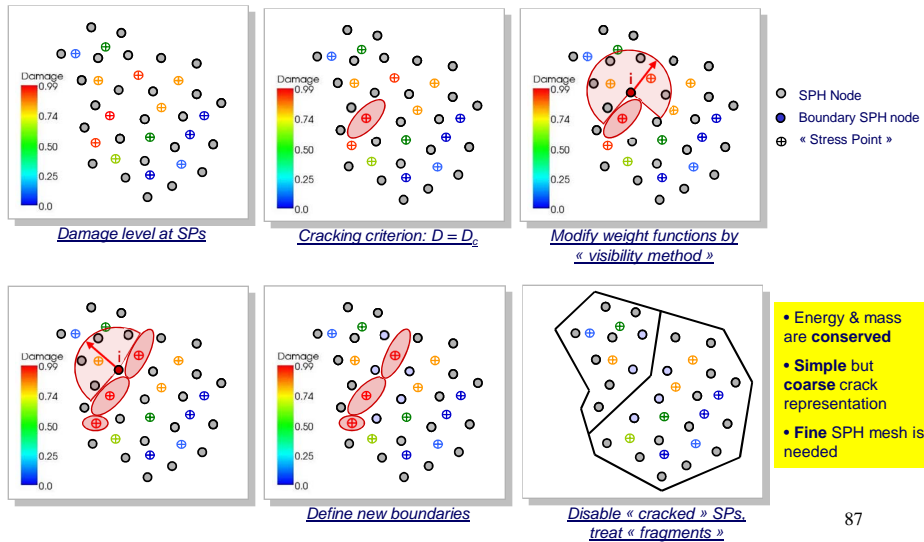 Damage
0.99
0.74
0.50
0.25
0.0
Damage level at SPs
Damage
0.99
0.74
0.50
0.25
0.0
Cracking criterion: D = Dc
Damage
0.99
0.74
0.50
0.25
0.0
i
Modify weight functions by
« visibility method »
SPH Node
Boundary SPH node
« Stress Point »
Damage
0.99
0.74
0.50
0.25
0.0
i
Damage
0.99
0.74
0.50
0.25
0.0
Define new boundaries
Disable « cracked » SPs,
treat « fragments »
• Energy & mass
are conserved
• Simple but
coarse crack
representation
• Fine SPH mesh is
needed
87